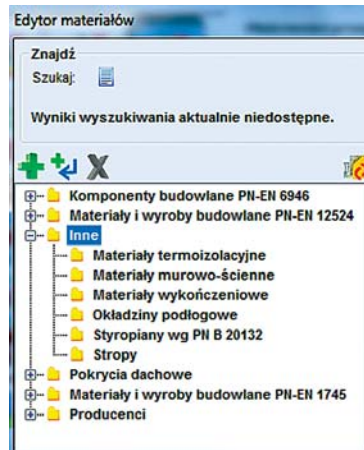 Edytor materiałów
Znajdź
Szukaj:
Wyniki wyszukiwania aktualnie niedostępne.
Komponenty budowlane PN-EN 6946
Materiały i wyroby budowlane PN-EN 12524
Inne
Materiały termoizolacyjne
Materiały murowo-ścienne
Materiały wykończeniowe
Okładziny podłogowe
Styropiany wg PN B 20132
Stropy
Pokrycia dachowe
Materiały i wyroby budowlane PN-EN 1745
Producenci